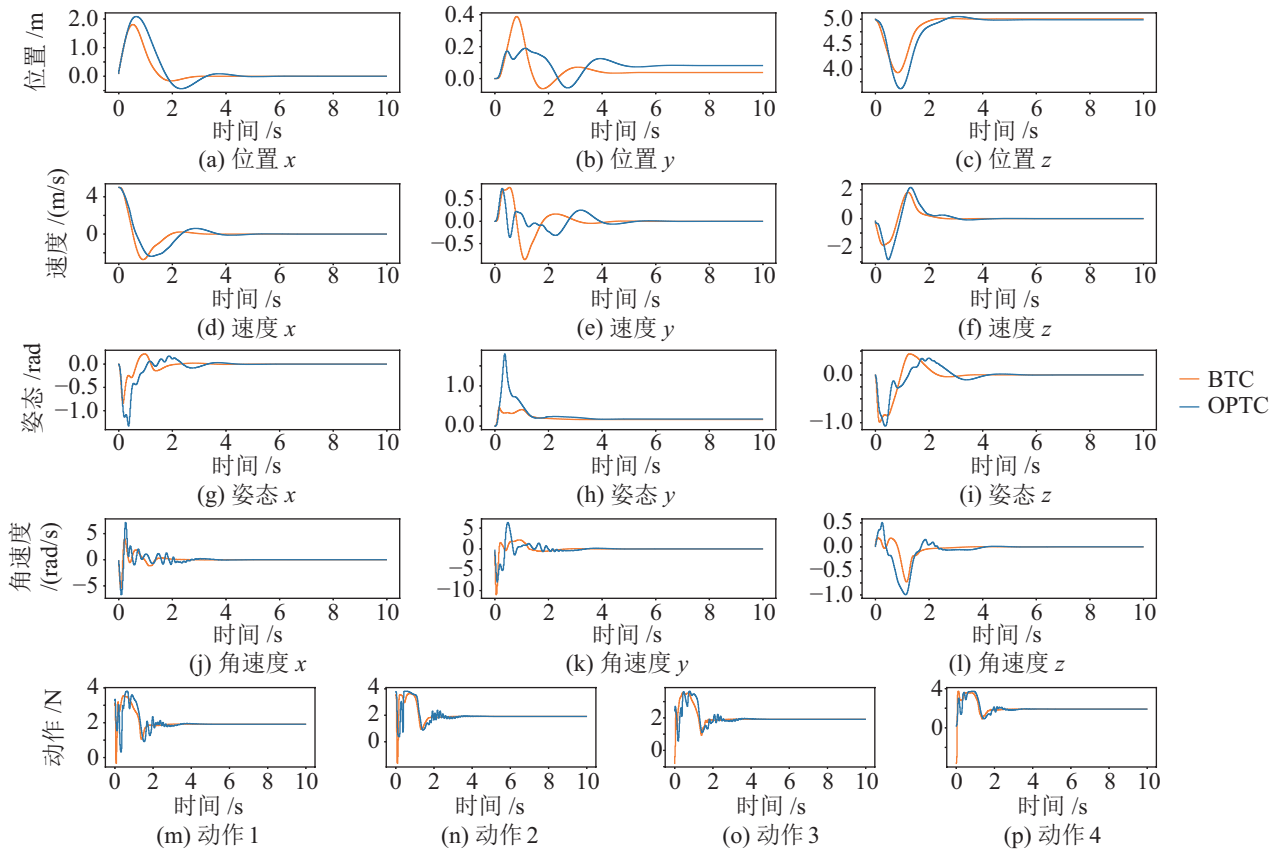 位置 /m
2.0
1.0
0.0
0 2 4 6 8 10
时间 /s
(a) 位置 x
0.4
0.2
0.0
0 2 4 6 8 10
时间 /s
(b) 位置 y
5.0
4.5
4.0
0 2 4 6 8 10
时间 /s
(c) 位置 z
速度 /(m/s)
4
0
0 2 4 6 8 10
时间 /s
(d) 速度 x
0.5
0.0
−0.5
0 2 4 6 8 10
时间 /s
(e) 速度 y
2
0
−2
0 2 4 6 8 10
时间 /s
(f) 速度 z
姿态 /rad
0.0
−0.5
−1.0
0 2 4 6 8 10
时间 /s
(g) 姿态 x
1.0
0.0
0 2 4 6 8 10
时间 /s
(h) 姿态 y
0.0
−1.0
0 2 4 6 8 10
时间 /s
(i) 姿态 z
BTC
OPTC
角速度
/(rad/s)
5
0
−5
0 2 4 6 8 10
时间 /s
(j) 角速度 x
5
0
−5
−10
0 2 4 6 8 10
时间 /s
(k) 角速度 y
0.5
0.0
−0.5
−1.0
0 2 4 6 8 10
时间 /s
(l) 角速度 z
动作 /N
4
2
0
0 2 4 6 8 10
时间 /s
(m) 动作 1
4
2
0
0 2 4 6 8 10
时间 /s
(n) 动作 2
2
0
0 2 4 6 8 10
时间 /s
(o) 动作 3
4
2
0
0 2 4 6 8 10
时间 /s
(p) 动作 4